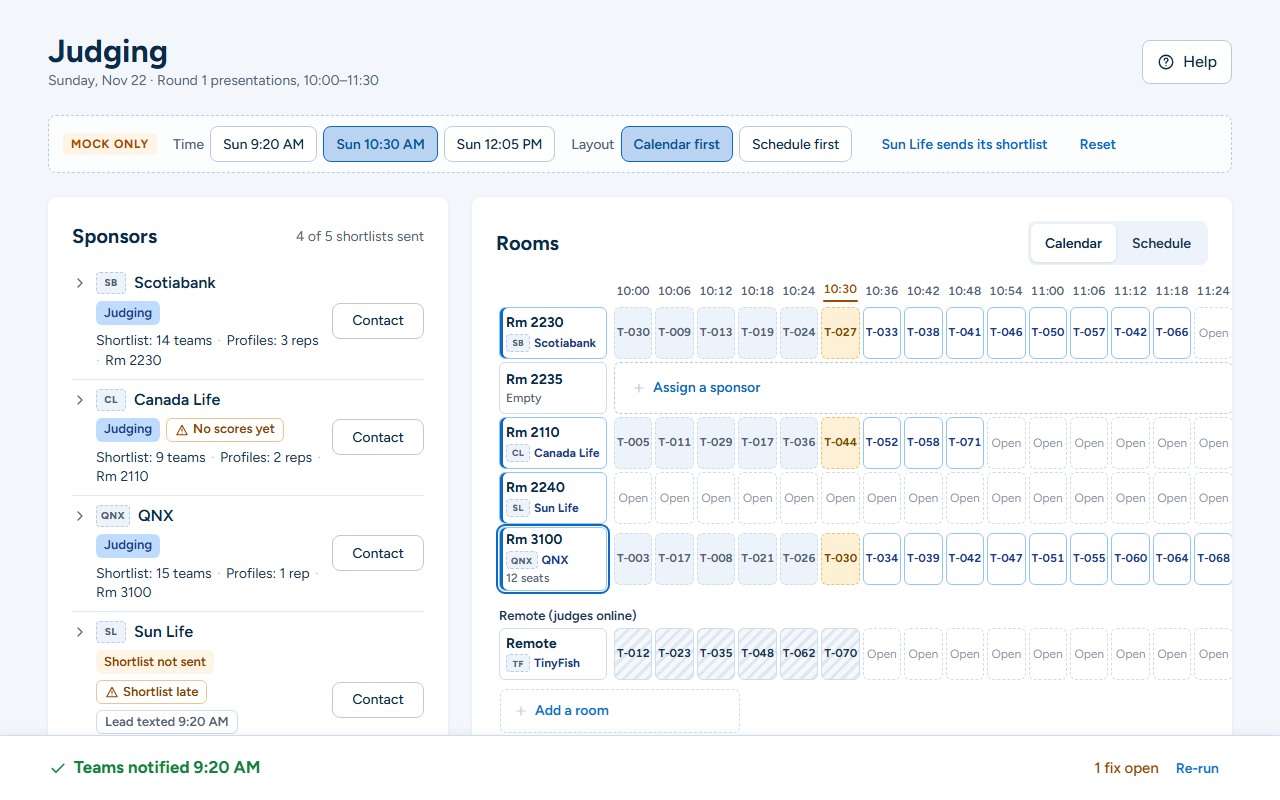 Judging
Sunday, Nov 22 · Round 1 presentations, 10:00–11:30
Help
MOCK ONLY Time Sun 9:20 AM Sun 10:30 AM Sun 12:05 PM Layout Calendar first Schedule first Sun Life sends its shortlist Reset
Sponsors 4 of 5 shortlists sent
SB Scotiabank
Judging
Contact
Shortlist: 14 teams · Profiles: 3 reps
· Rm 2230
CL Canada Life
Judging No scores yet
Contact
Shortlist: 9 teams · Profiles: 2 reps ·
Rm 2110
QNX QNX
Judging
Contact
Shortlist: 15 teams · Profiles: 1 rep ·
Rm 3100
SL Sun Life
Shortlist not sent
Shortlist late
Contact
Lead texted 9:20 AM
Rooms Calendar Schedule
10:00 10:06 10:12 10:18 10:24 10:30 10:36 10:42 10:48 10:54 11:00 11:06 11:12 11:18 11:24
Rm 2230
SB Scotiabank
T-030 T-009 T-013 T-019 T-024 T-027 T-033 T-038 T-041 T-046 T-050 T-057 T-042 T-066 Open
Rm 2235
Empty
+ Assign a sponsor
Rm 2110
CL Canada Life
T-005 T-011 T-029 T-017 T-036 T-044 T-052 T-058 T-071 Open Open Open Open Open Open
Rm 2240
SL Sun Life
Open Open Open Open Open Open Open Open Open Open Open Open Open Open Open
Rm 3100
QNX QNX
12 seats
T-003 T-017 T-008 T-021 T-026 T-030 T-034 T-039 T-042 T-047 T-051 T-055 T-060 T-064 T-068
Remote (judges online)
Remote
TF TinyFish
T-012 T-023 T-035 T-048 T-062 T-070 Open Open Open Open Open Open Open Open Open
+ Add a room
Teams notified 9:20 AM
1 fix open Re-run